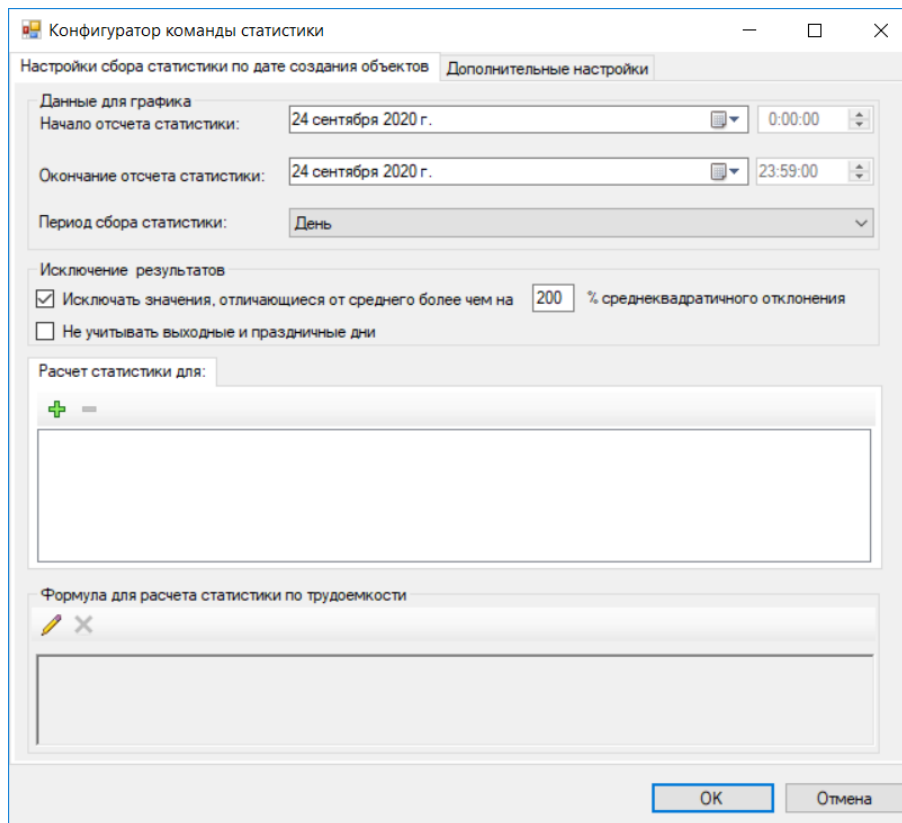 Конфигуратор команды статистики
Настройки сбора статистики по дате создания объектов Дополнительные настройки
Данные для графика
Начало отсчета статистики: 24 сентября 2020 г. 0:00:00
Окончание отсчета статистики: 24 сентября 2020 г. 23:59:00
Период сбора статистики: День
Исключение результатов
Исключать значения, отличающиеся от среднего более чем на 200 % среднеквадратичного отклонения
Не учитывать выходные и праздничные дни
Расчет статистики для:
Формула для расчета статистики по трудоемкости
OK Отмена